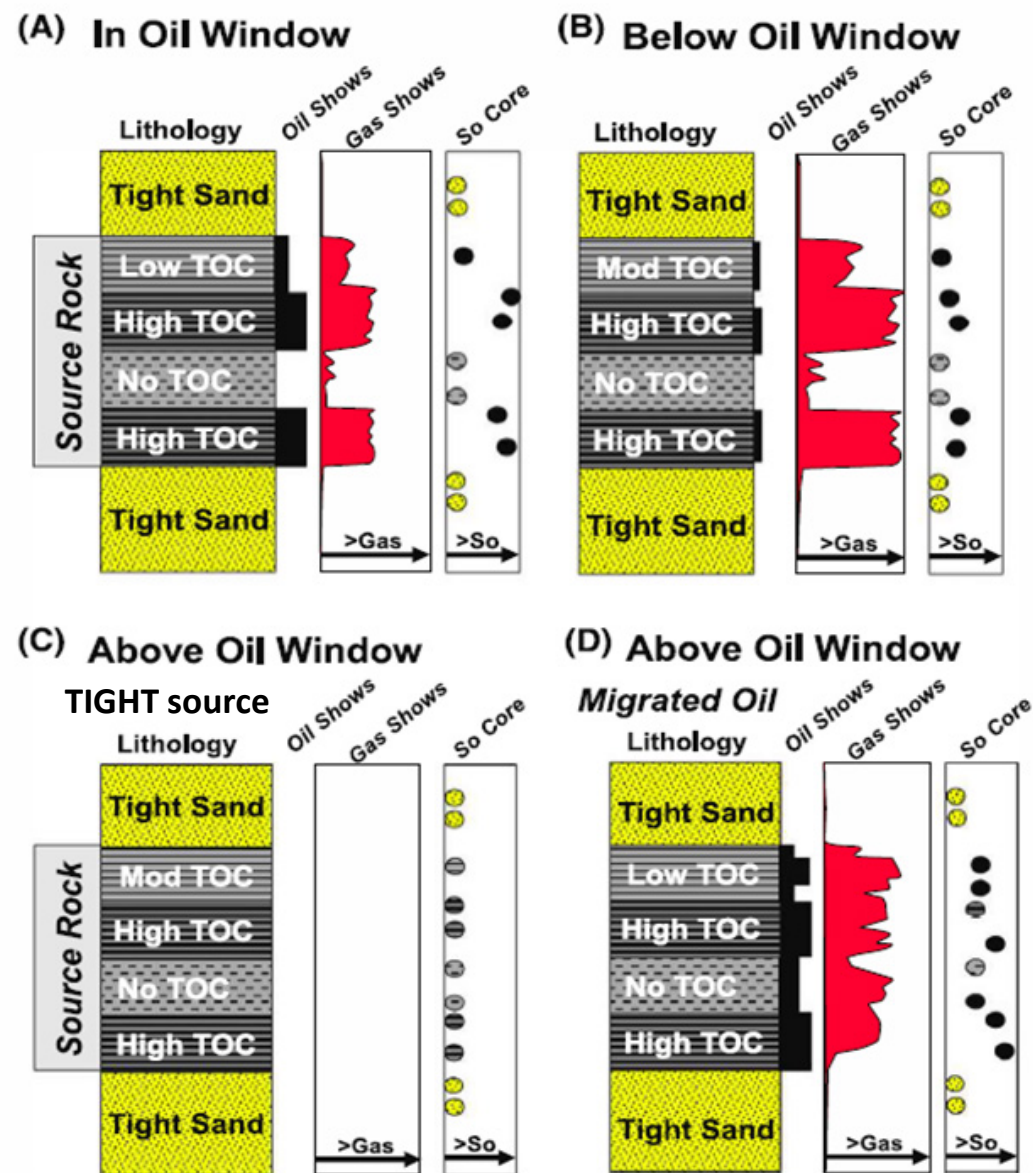 (A) In Oil Window
Lithology
Oil Shows
Gas Shows
So Core
Tight Sand
Source Rock
Low TOC
High TOC
No TOC
High TOC
Tight Sand
>Gas
>So
(B) Below Oil Window
Lithology
Oil Shows
Gas Shows
So Core
Tight Sand
Mod TOC
High TOC
No TOC
High TOC
Tight Sand
>Gas
>So
(C) Above Oil Window
TIGHT source
Lithology
Oil Shows
Gas Shows
So Core
Tight Sand
Source Rock
Mod TOC
High TOC
No TOC
High TOC
Tight Sand
>Gas
>So
(D) Above Oil Window
Migrated Oil
Lithology
Oil Shows
Gas Shows
So Core
Tight Sand
Low TOC
High TOC
No TOC
High TOC
Tight Sand
>Gas
>So